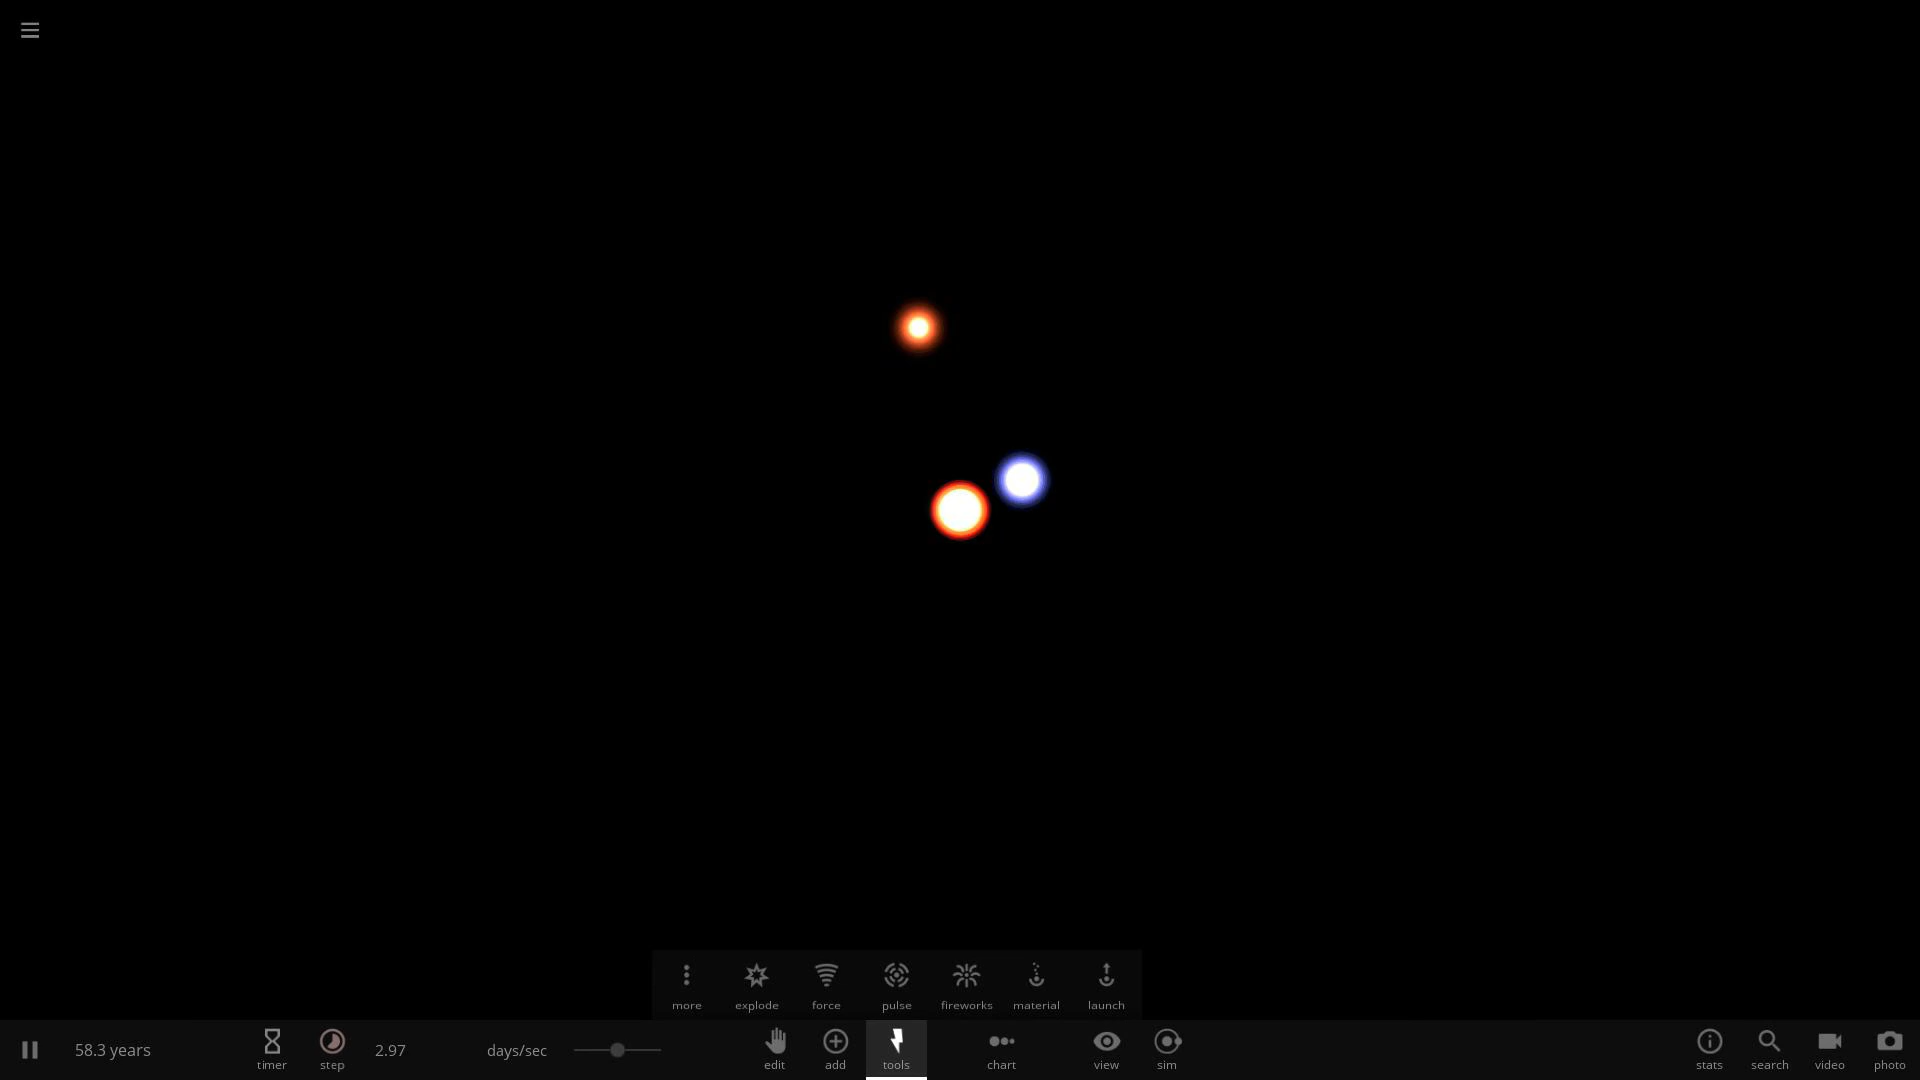 more explode force pulse fireworks material launch
58.3 years timer step 2.97 days/sec edit add tools chart view sim stats search video photo